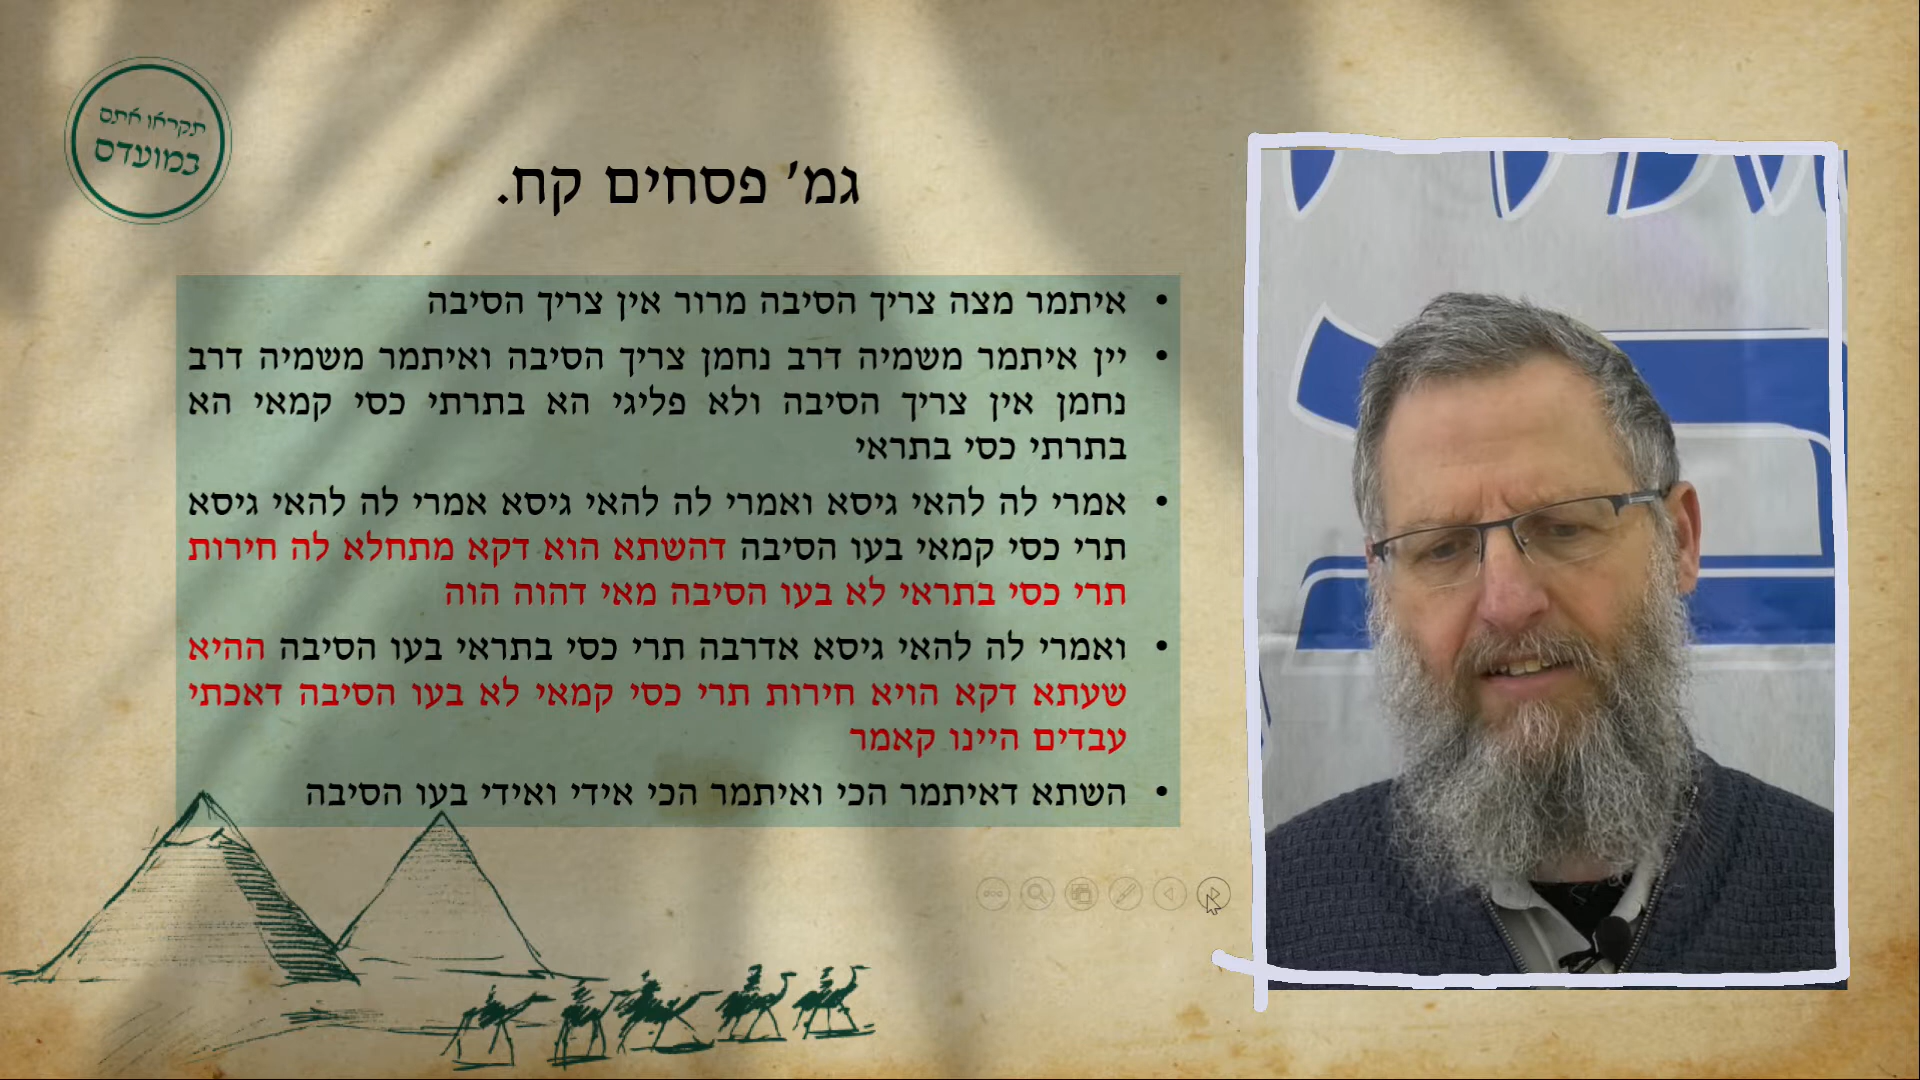 תקראו אתם
במועדם
גמ' פסחים קח.
• איתמר מצה צריך הסיבה מרור אין צריך הסיבה
• יין איתמר משמיה דרב נחמן צריך הסיבה ואיתמר משמיה דרב
נחמן אין צריך הסיבה ולא פליגי הא בתרתי כסי קמאי הא
בתרתי כסי בתראי
• אמרי לה להאי גיסא ואמרי לה להאי גיסא אמרי לה להאי גיסא
תרי כסי קמאי בעו הסיבה דהשתא הוא דקא מתחלא לה חירות
תרי כסי בתראי לא בעו הסיבה מאי דהוה הוה
• ואמרי לה להאי גיסא אדרבה תרי כסי בתראי בעו הסיבה ההיא
שעתא דקא הויא חירות תרי כסי קמאי לא בעו הסיבה דאכתי
עבדים היינו קאמר
• השתא דאיתמר הכי ואיתמר הכי אידי ואידי בעו הסיבה